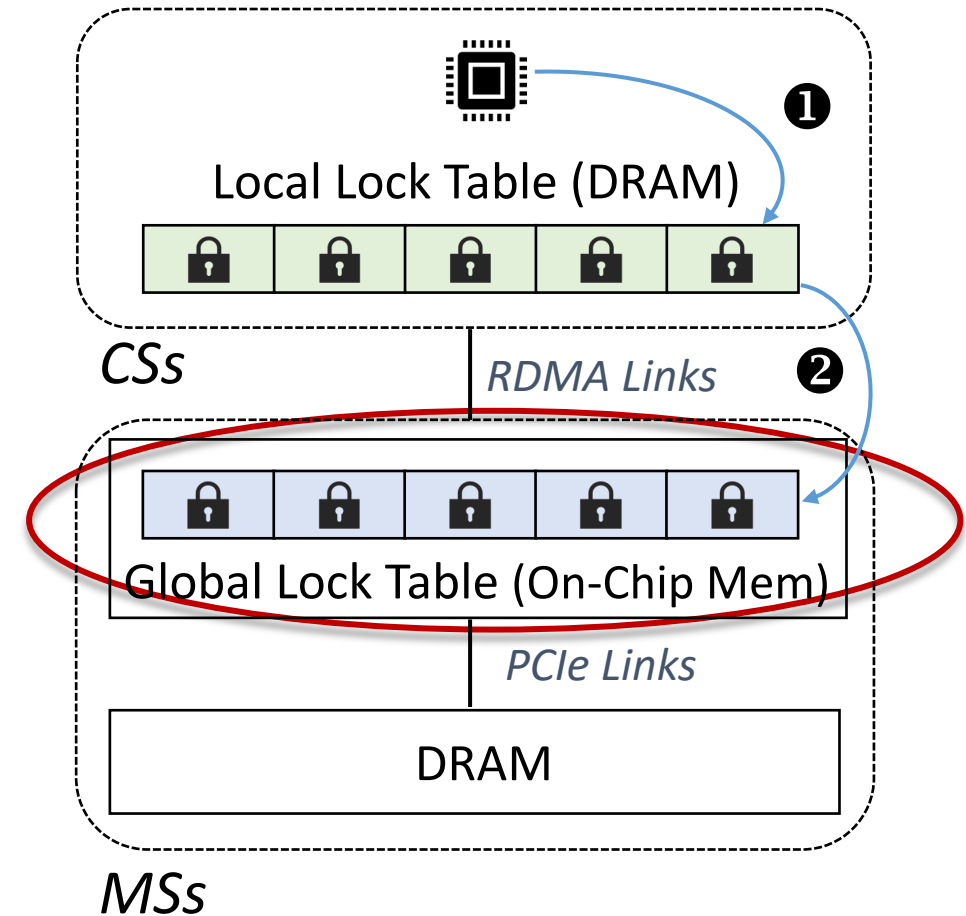 ❶
Local Lock Table (DRAM)
CSs
RDMA Links
❷
Global Lock Table (On-Chip Mem)
PCIe Links
DRAM
MSs